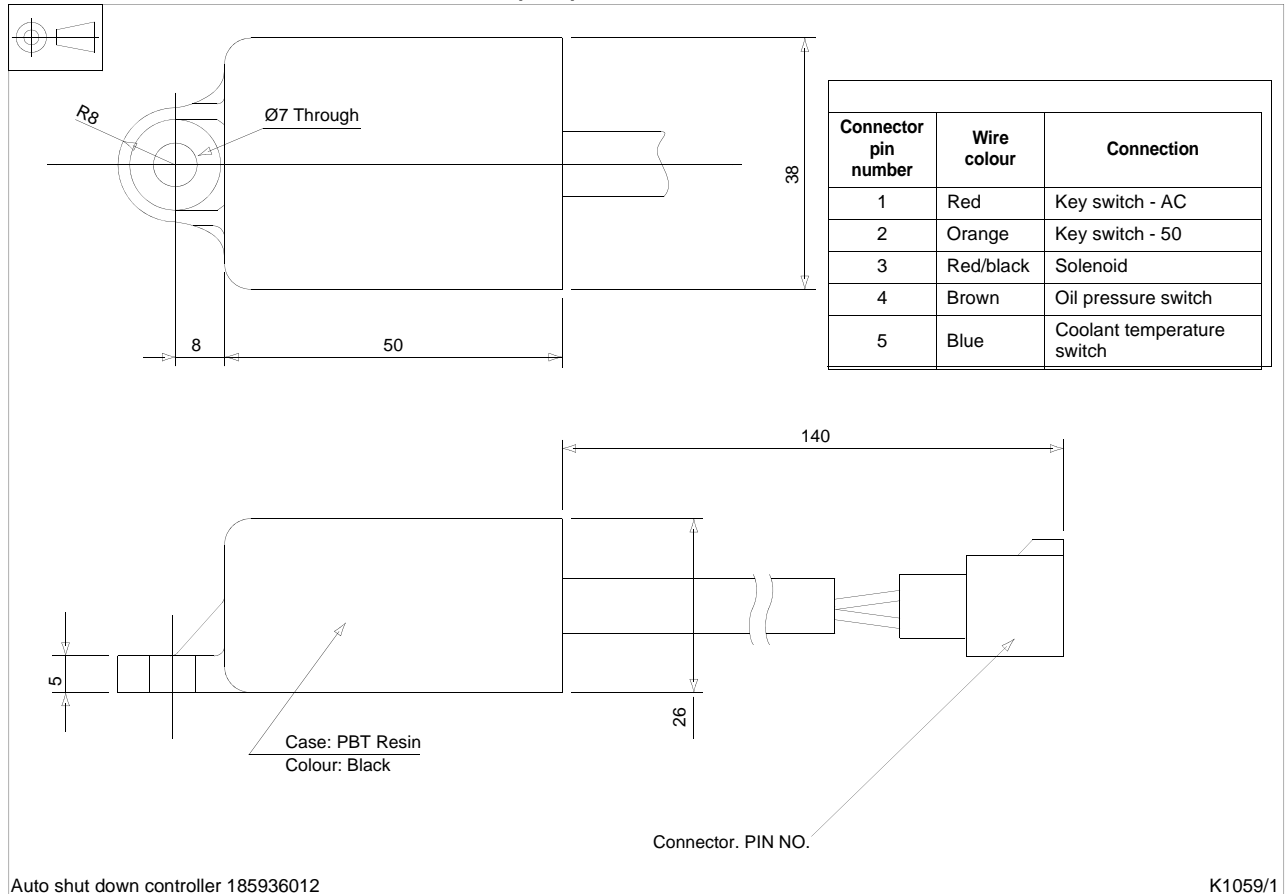 R8
Ø7 Through
38
8
50
Connector pin number Wire colour Connection
1 Red Key switch - AC
2 Orange Key switch - 50
3 Red/black Solenoid
4 Brown Oil pressure switch
5 Blue Coolant temperature switch
140
5
26
Case: PBT Resin
Colour: Black
Connector. PIN NO.
Auto shut down controller 185936012
K1059/1